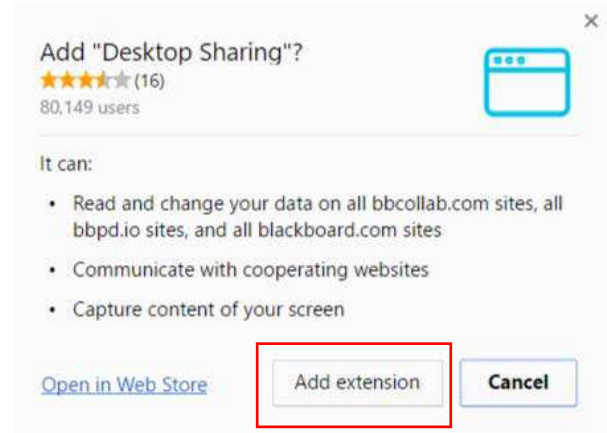 Add "Desktop Sharing"?
(16)
80,149 users
It can:
• Read and change your data on all bbcollab.com sites, all
bbpd.io sites, and all blackboard.com sites
• Communicate with cooperating websites
• Capture content of your screen
Open in Web Store Add extension Cancel